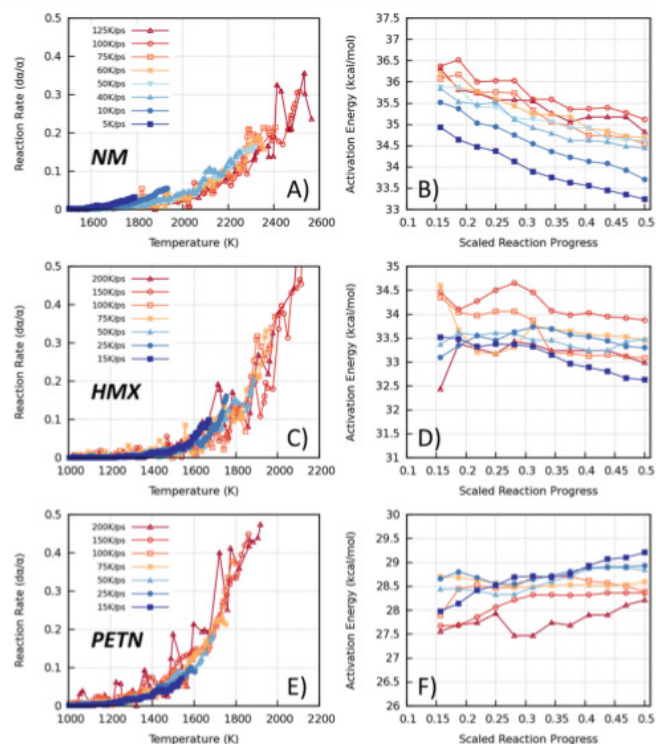 0.5
0.4
0.3
0.2
0.1
0
Reaction Rate (dα/α)
125K/ps
100K/ps
75K/ps
60K/ps
50K/ps
40K/ps
10K/ps
5K/ps
NM
A)
1600 1800 2000 2200 2400 2600
Temperature (K)
37.5
37
36.5
36
35.5
35
34.5
34
33.5
33
Activation Energy (kcal/mol)
B)
0.1 0.15 0.2 0.25 0.3 0.35 0.4 0.45 0.5
Scaled Reaction Progress
0.5
0.4
0.3
0.2
0.1
0
Reaction Rate (dα/α)
200K/ps
150K/ps
100K/ps
75K/ps
50K/ps
25K/ps
15K/ps
HMX
C)
1000 1200 1400 1600 1800 2000 2200
Temperature (K)
35
34.5
34
33.5
33
32.5
32
31.5
31
Activation Energy (kcal/mol)
D)
0.1 0.15 0.2 0.25 0.3 0.35 0.4 0.45 0.5
Scaled Reaction Progress
0.5
0.4
0.3
0.2
0.1
0
Reaction Rate (dα/α)
200K/ps
150K/ps
100K/ps
75K/ps
50K/ps
25K/ps
15K/ps
PETN
E)
1000 1200 1400 1600 1800 2000 2200
Temperature (K)
30
29.5
29
28.5
28
27.5
27
26.5
26
Activation Energy (kcal/mol)
F)
0.1 0.15 0.2 0.25 0.3 0.35 0.4 0.45 0.5
Scaled Reaction Progress